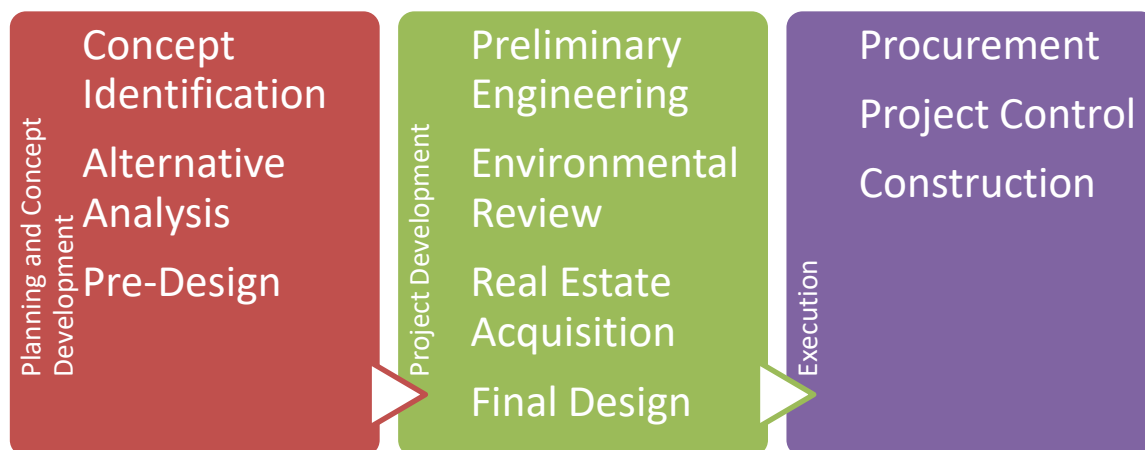 Planning and Concept
Development
Concept
Identification
Alternative
Analysis
Pre-Design
Project Development
Preliminary
Engineering
Environmental
Review
Real Estate
Acquisition
Final Design
Execution
Procurement
Project Control
Construction